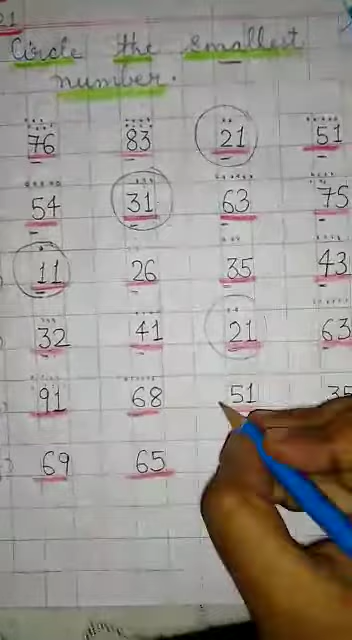 21
Circle the smallest
number.
76 83 21 51
54 31 63 75
11 26 35 43
32 41 21 63
91 68 51 35
69 65